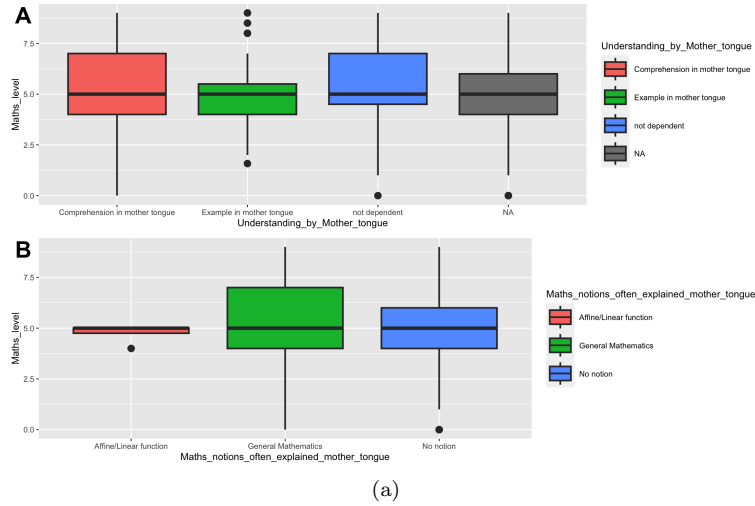 A
Maths_level
7.5
5.0
2.5
0.0
Comprehension in mother tongue
Example in mother tongue
not dependent
NA
Understanding_by_Mother_tongue
Understanding_by_Mother_tongue
Comprehension in mother tongue
Example in mother tongue
not dependent
NA
B
Maths_level
7.5
5.0
2.5
0.0
Affine/Linear function
General Mathematics
No notion
Maths_notions_often_explained_mother_tongue
Maths_notions_often_explained_mother_tongue
Affine/Linear function
General Mathematics
No notion
(a)